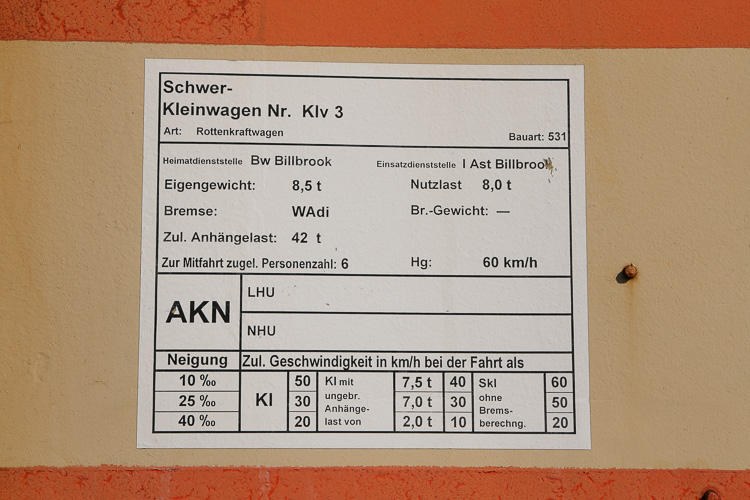 Schwer-
Kleinwagen Nr. Klv 3
Art: Rottenkraftwagen Bauart: 531
Heimatdienststelle Bw Billbrook Einsatzdienststelle I Ast Billbrook
Eigengewicht: 8,5 t Nutzlast 8,0 t
Bremse: WAdi Br.-Gewicht: —
Zul. Anhängelast: 42 t
Zur Mitfahrt zugel. Personenzahl: 6 Hg: 60 km/h
AKN
LHU
NHU
Neigung Zul. Geschwindigkeit in km/h bei der Fahrt als
10 ‰ 50 7,5 t 40 60
25 ‰ 30 7,0 t 30 50
40 ‰ 20 2,0 t 10 20
Kl
Kl mit
ungebr.
Anhänge-
last von
Skl
ohne
Brems-
berechng.